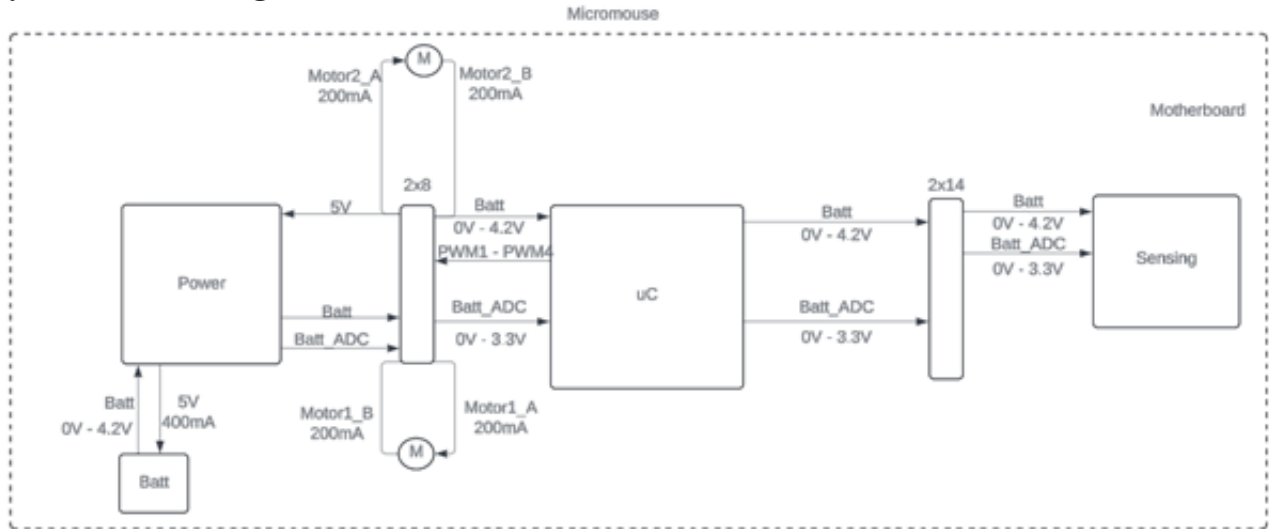 Micromouse
Motherboard
Motor2_A
200mA
M
Motor2_B
200mA
2x8
2x14
5V
Batt
0V - 4.2V
PWM1 - PWM4
Batt
0V - 4.2V
Batt
0V - 4.2V
Batt_ADC
0V - 3.3V
Sensing
Power
uC
Batt
Batt_ADC
Batt_ADC
0V - 3.3V
Batt_ADC
0V - 3.3V
Batt
0V - 4.2V
5V
400mA
Motor1_B
200mA
M
Motor1_A
200mA
Batt